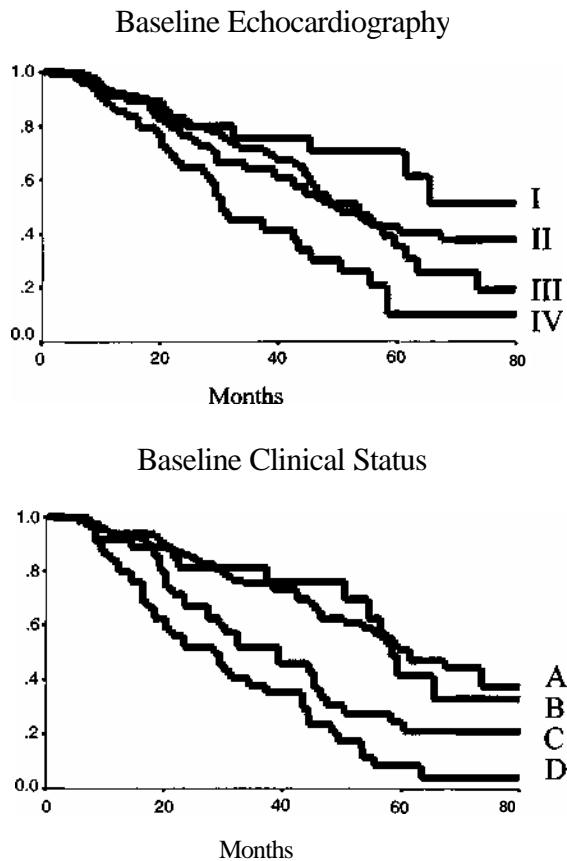 Baseline Echocardiography
1.0
.8
.6
.4
.2
0.0
I
II
III
IV
0 20 40 60 80
Months
Baseline Clinical Status
1.0
.8
.6
.4
.2
0.0
A
B
C
D
0 20 40 60 80
Months